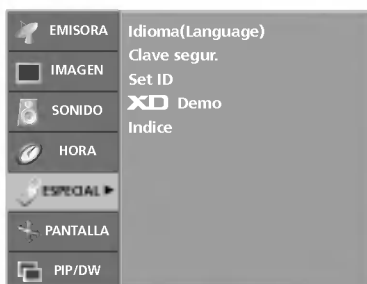 EMISORA
IMAGEN
SONIDO
HORA
ESPECIAL ▶
PANTALLA
PIP/DW
Idioma(Language)
Clave segur.
Set ID
XD Demo
Indice